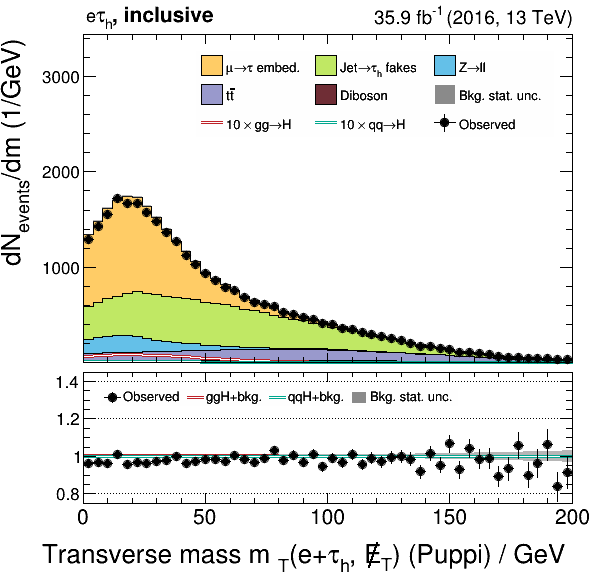 eτh, inclusive 35.9 fb⁻¹ (2016, 13 TeV)
dNevents/dm (1/GeV)
3000
2000
1000
μ→τ embed. Jet→τh fakes Z→ll
tt̄ Diboson Bkg. stat. unc.
10 × gg→H 10 × qq→H Observed
1.4
1.2
1
0.8
Observed ggH+bkg. qqH+bkg. Bkg. stat. unc.
0 50 100 150 200
Transverse mass m T(e+τh, E̸T) (Puppi) / GeV